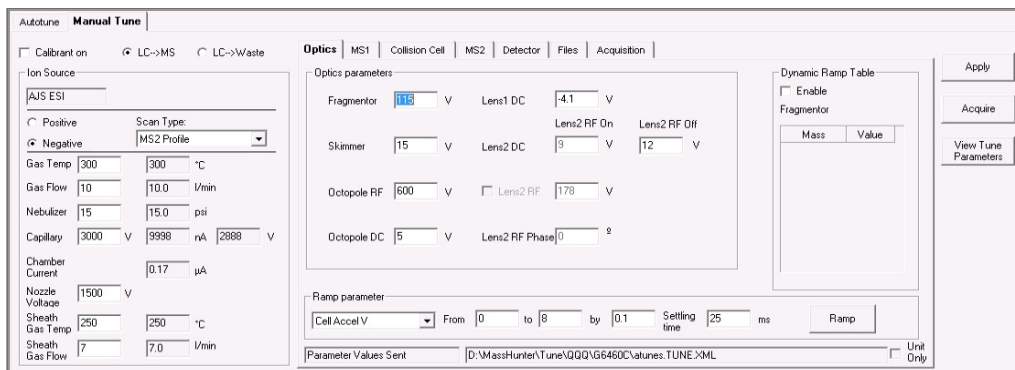 Autotune Manual Tune
Calibrant on LC-->MS LC-->Waste
Ion Source
AJS ESI
Positive Scan Type:
Negative MS2 Profile
Gas Temp 300 300 °C
Gas Flow 10 10.0 l/min
Nebulizer 15 15.0 psi
Capillary 3000 V 9998 nA 2888 V
Chamber
Current 0.17 µA
Nozzle
Voltage 1500 V
Sheath
Gas Temp 250 250 °C
Sheath
Gas Flow 7 7.0 l/min
Optics MS1 Collision Cell MS2 Detector Files Acquisition
Optics parameters
Fragmentor 115 V Lens1 DC -4.1 V
Lens2 RF On Lens2 RF Off
Skimmer 15 V Lens2 DC 9 V 12 V
Octopole RF 600 V Lens2 RF 178 V
Octopole DC 5 V Lens2 RF Phase 0 º
Dynamic Ramp Table
Enable
Fragmentor
Mass Value
Ramp parameter
Cell Accel V From 0 to 8 by 0.1 Settling time 25 ms Ramp
Parameter Values Sent D:\MassHunter\Tune\QQQ\G6460C\atunes.TUNE.XML Unit Only
Apply
Acquire
View Tune
Parameters